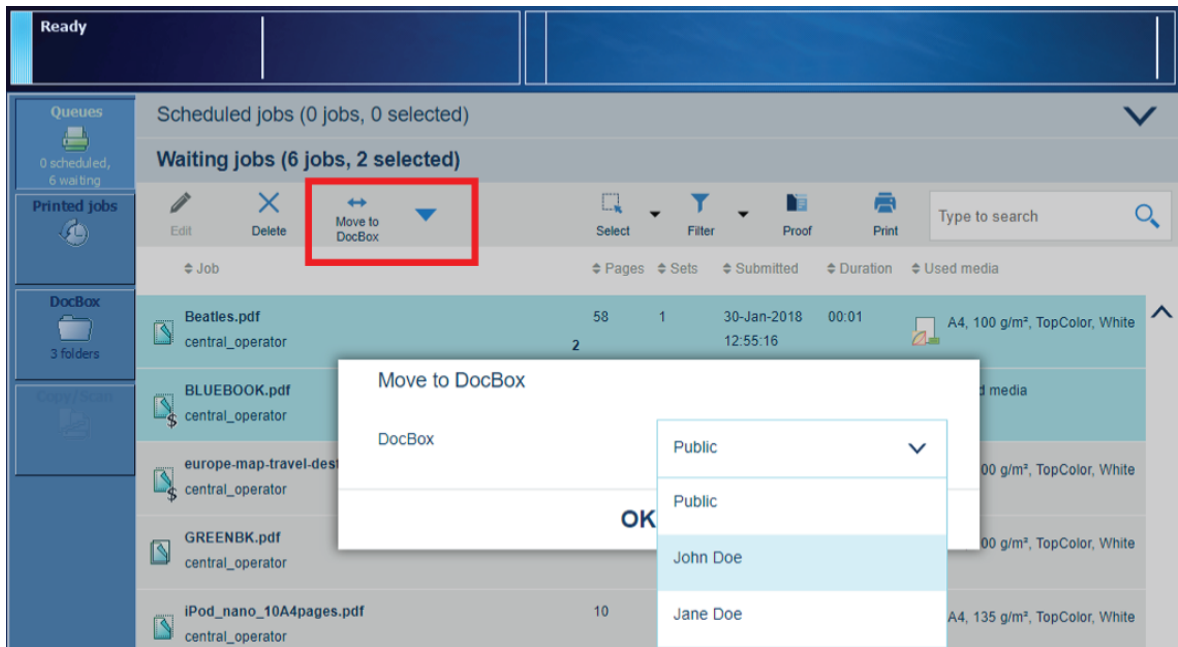 Ready
Queues
0 scheduled,
6 waiting
Printed jobs
DocBox
3 folders
Copy/Scan
Scheduled jobs (0 jobs, 0 selected)
Waiting jobs (6 jobs, 2 selected)
Edit
Delete
Move to
DocBox
Select
Filter
Proof
Print
Type to search
Job
Pages
Sets
Submitted
Duration
Used media
Beatles.pdf
central_operator
58
1
30-Jan-2018
12:55:16
00:01
A4, 100 g/m², TopColor, White
2
BLUEBOOK.pdf
central_operator
d media
europe-map-travel-dest
central_operator
00 g/m², TopColor, White
GREENBK.pdf
central_operator
00 g/m², TopColor, White
iPod_nano_10A4pages.pdf
central_operator
10
A4, 135 g/m², TopColor, White
Move to DocBox
DocBox
Public
OK
Public
John Doe
Jane Doe